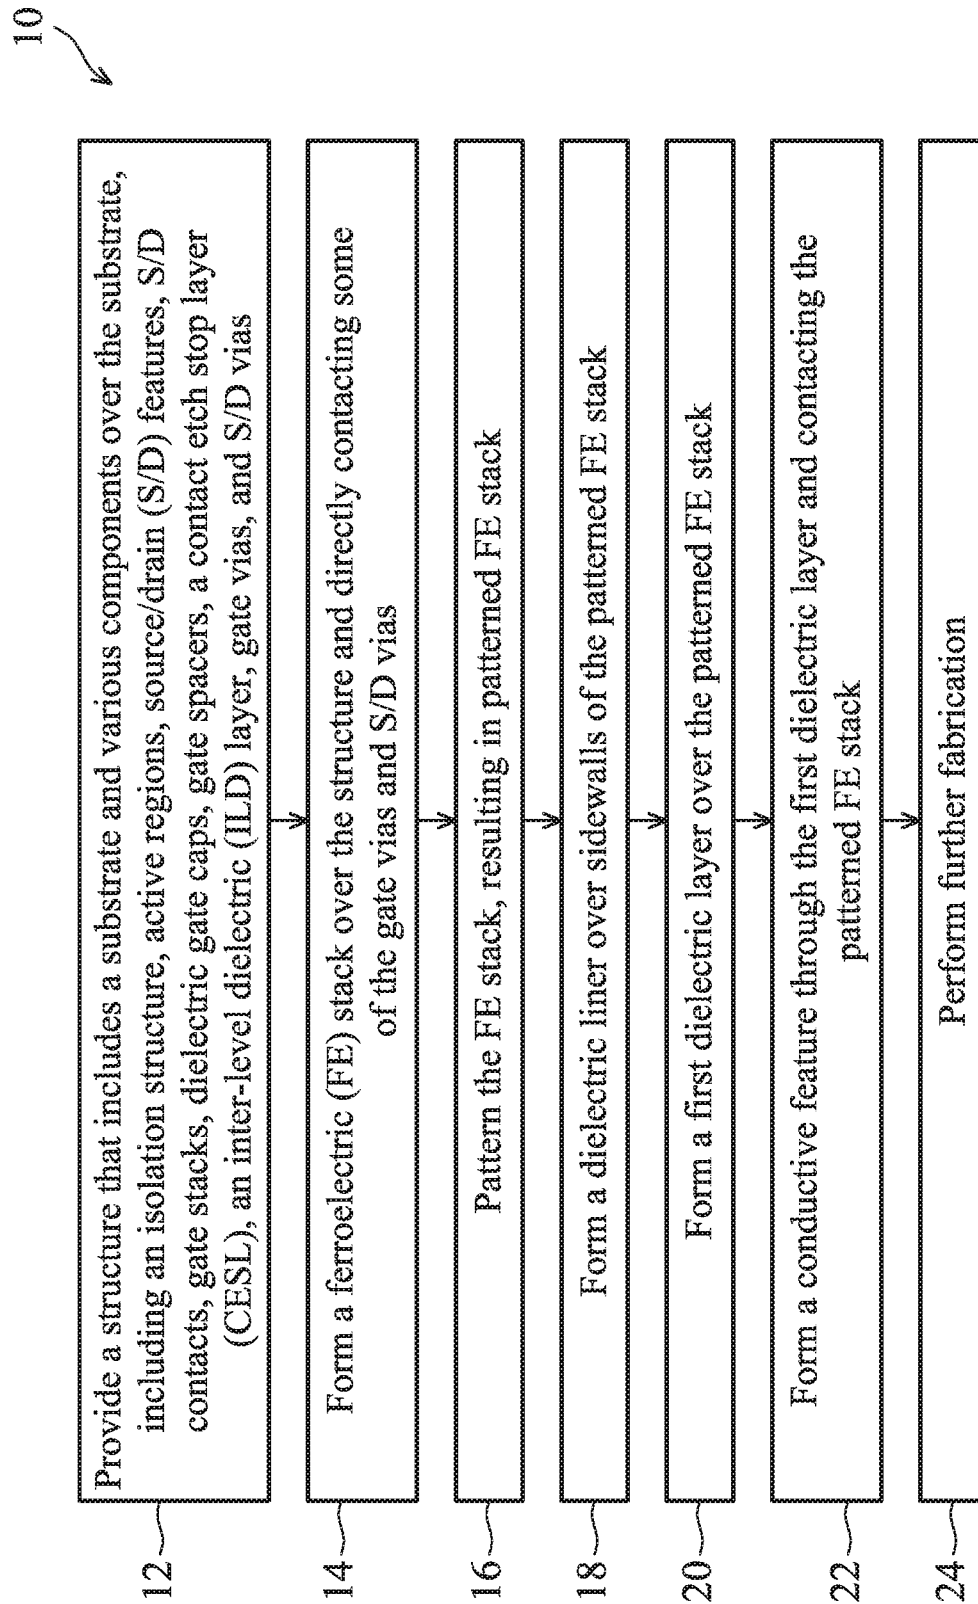 10
12
Provide a structure that includes a substrate and various components over the substrate,
including an isolation structure, active regions, source/drain (S/D) features, S/D
contacts, gate stacks, dielectric gate caps, gate spacers, a contact etch stop layer
(CESL), an inter-level dielectric (ILD) layer, gate vias, and S/D vias
14
Form a ferroelectric (FE) stack over the structure and directly contacting some
of the gate vias and S/D vias
16
Pattern the FE stack, resulting in patterned FE stack
18
Form a dielectric liner over sidewalls of the patterned FE stack
20
Form a first dielectric layer over the patterned FE stack
22
Form a conductive feature through the first dielectric layer and contacting the
patterned FE stack
24
Perform further fabrication